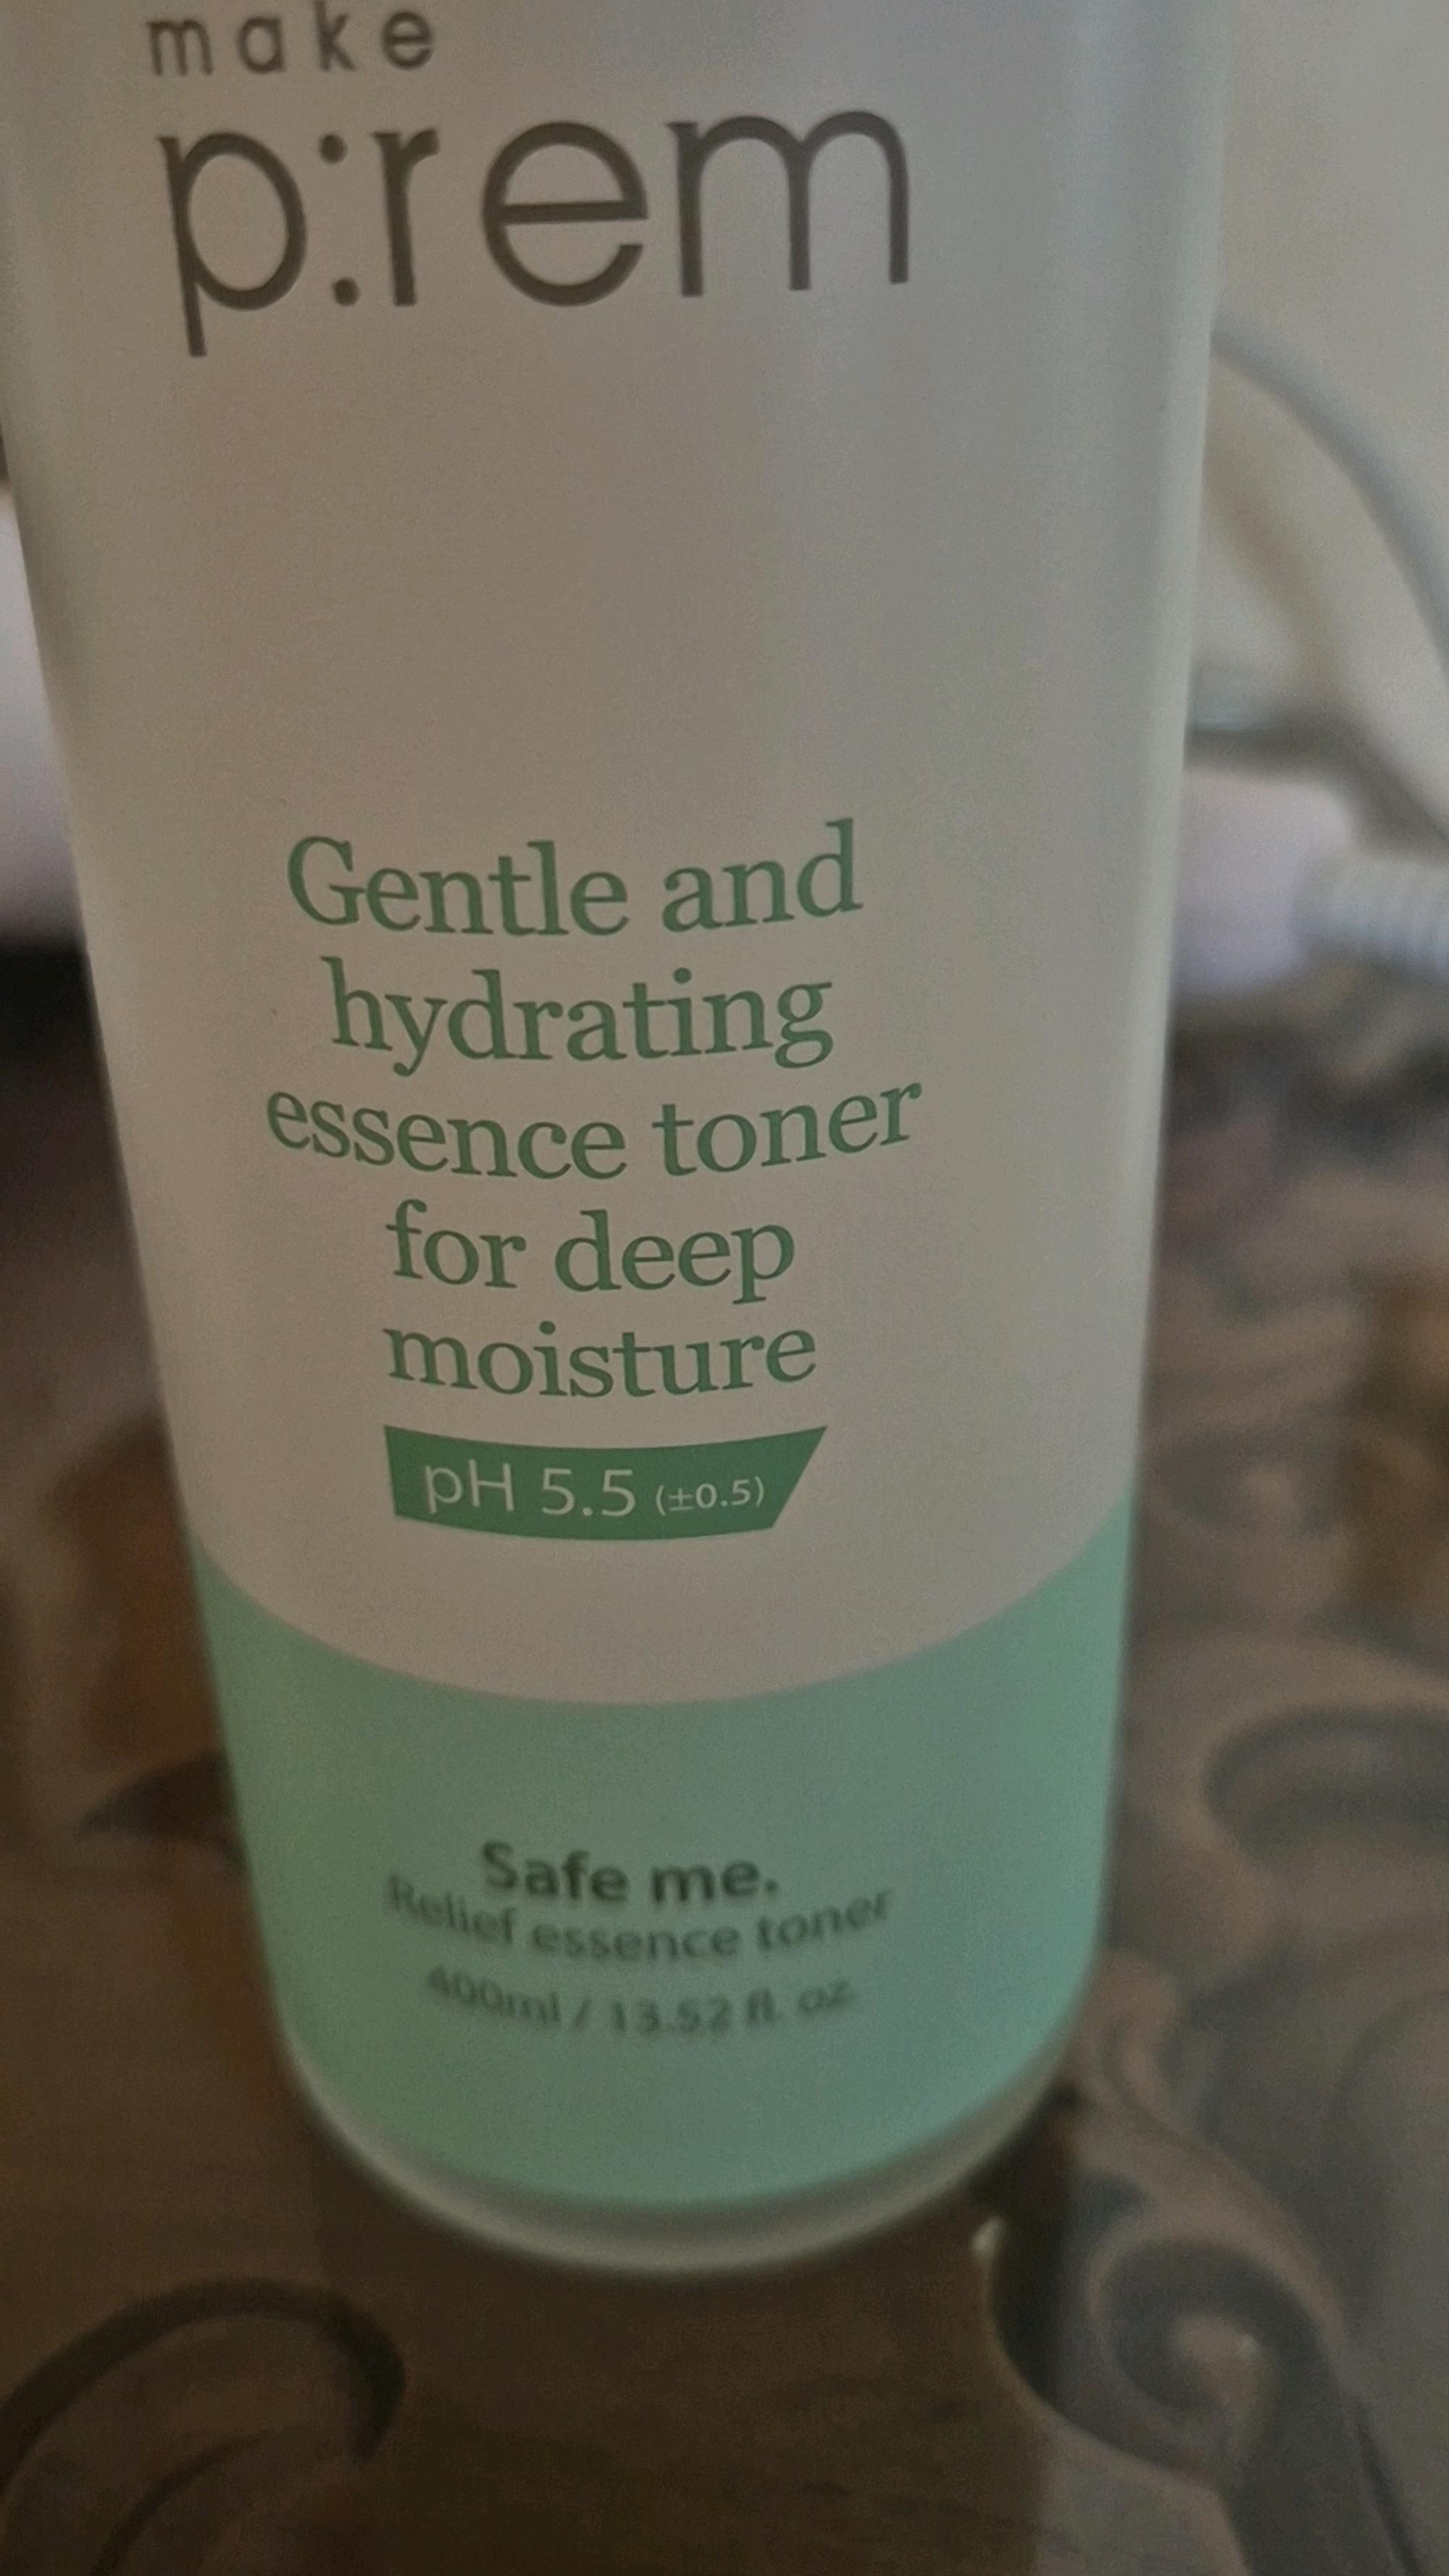 make
p:rem
Gentle and
hydrating
essence toner
for deep
moisture
pH 5.5 (±0.5)
Safe me.
Relief essence toner
400ml / 13.52 fl. oz.